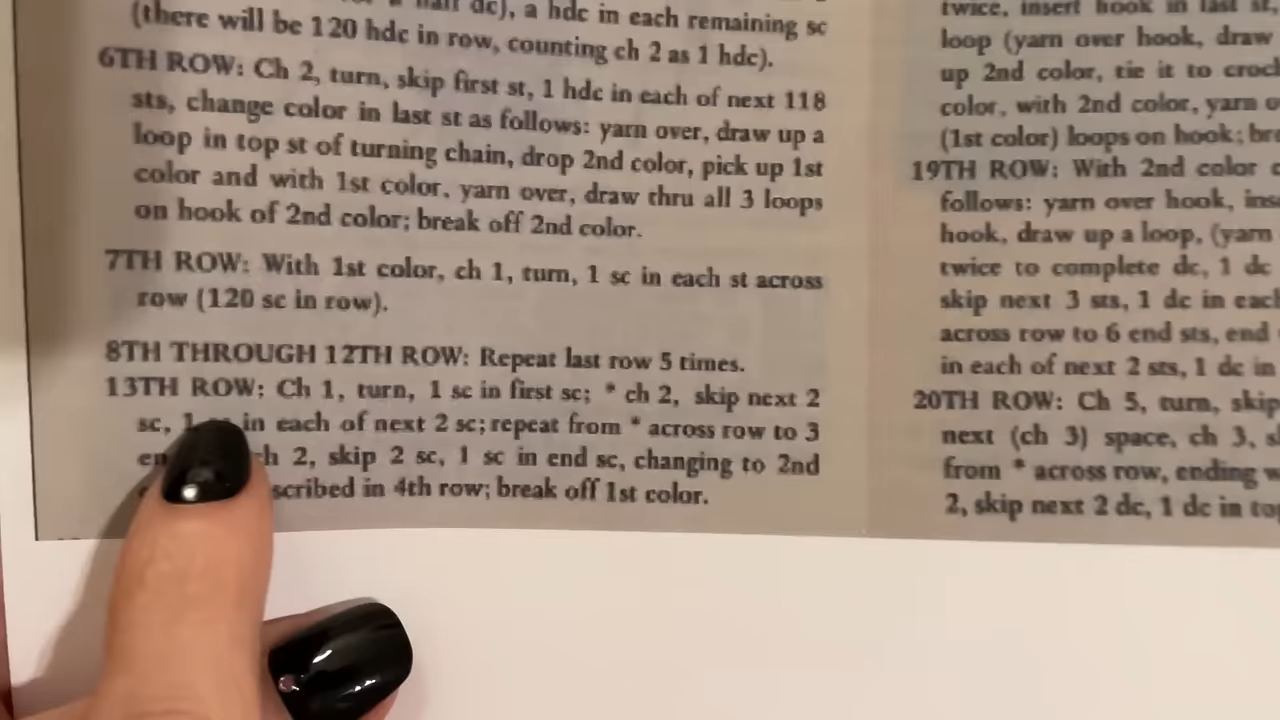 half dc), a hdc in each remaining sc
(there will be 120 hdc in row, counting ch 2 as 1 hdc).
6TH ROW: Ch 2, turn, skip first st, 1 hdc in each of next 118
sts, change color in last st as follows: yarn over, draw up a
loop in top st of turning chain, drop 2nd color, pick up 1st
color and with 1st color, yarn over, draw thru all 3 loops
on hook of 2nd color; break off 2nd color.
7TH ROW: With 1st color, ch 1, turn, 1 sc in each st across
row (120 sc in row).
8TH THROUGH 12TH ROW: Repeat last row 5 times.
13TH ROW: Ch 1, turn, 1 sc in first sc; * ch 2, skip next 2
sc, 1 in each of next 2 sc; repeat from * across row to 3
ch 2, skip 2 sc, 1 sc in end sc, changing to 2nd
scribed in 4th row; break off 1st color.
twice, insert hook in last st,
loop (yarn over hook, draw
up 2nd color, tie it to
color, with 2nd color, yarn
(1st color) loops on hook;
19TH ROW: With 2nd color
follows: yarn over hook,
hook, draw up a loop, (yarn
twice to complete dc, 1 dc
skip next 3 sts, 1 dc in
across row to 6 end sts, end
in each of next 2 sts, 1 dc in
20TH ROW: Ch 5, turn, skip
next (ch 3) space, ch 3,
from * across row, ending
2, skip next 2 dc, 1 dc in